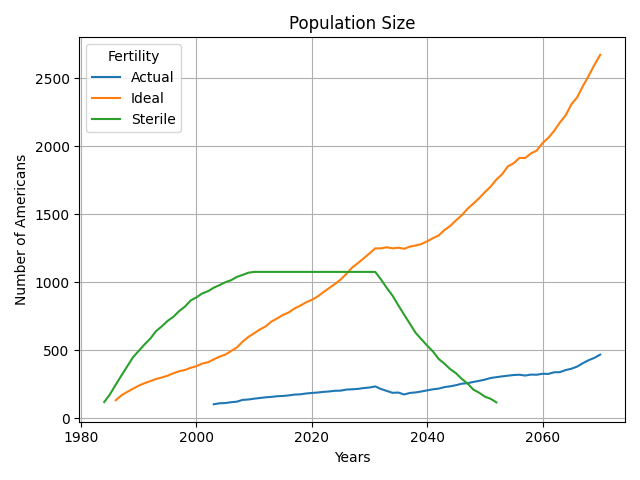 Population Size
Fertility
Actual
Ideal
Sterile
Number of Americans
2500
2000
1500
1000
500
0
1980
2000
2020
2040
2060
Years